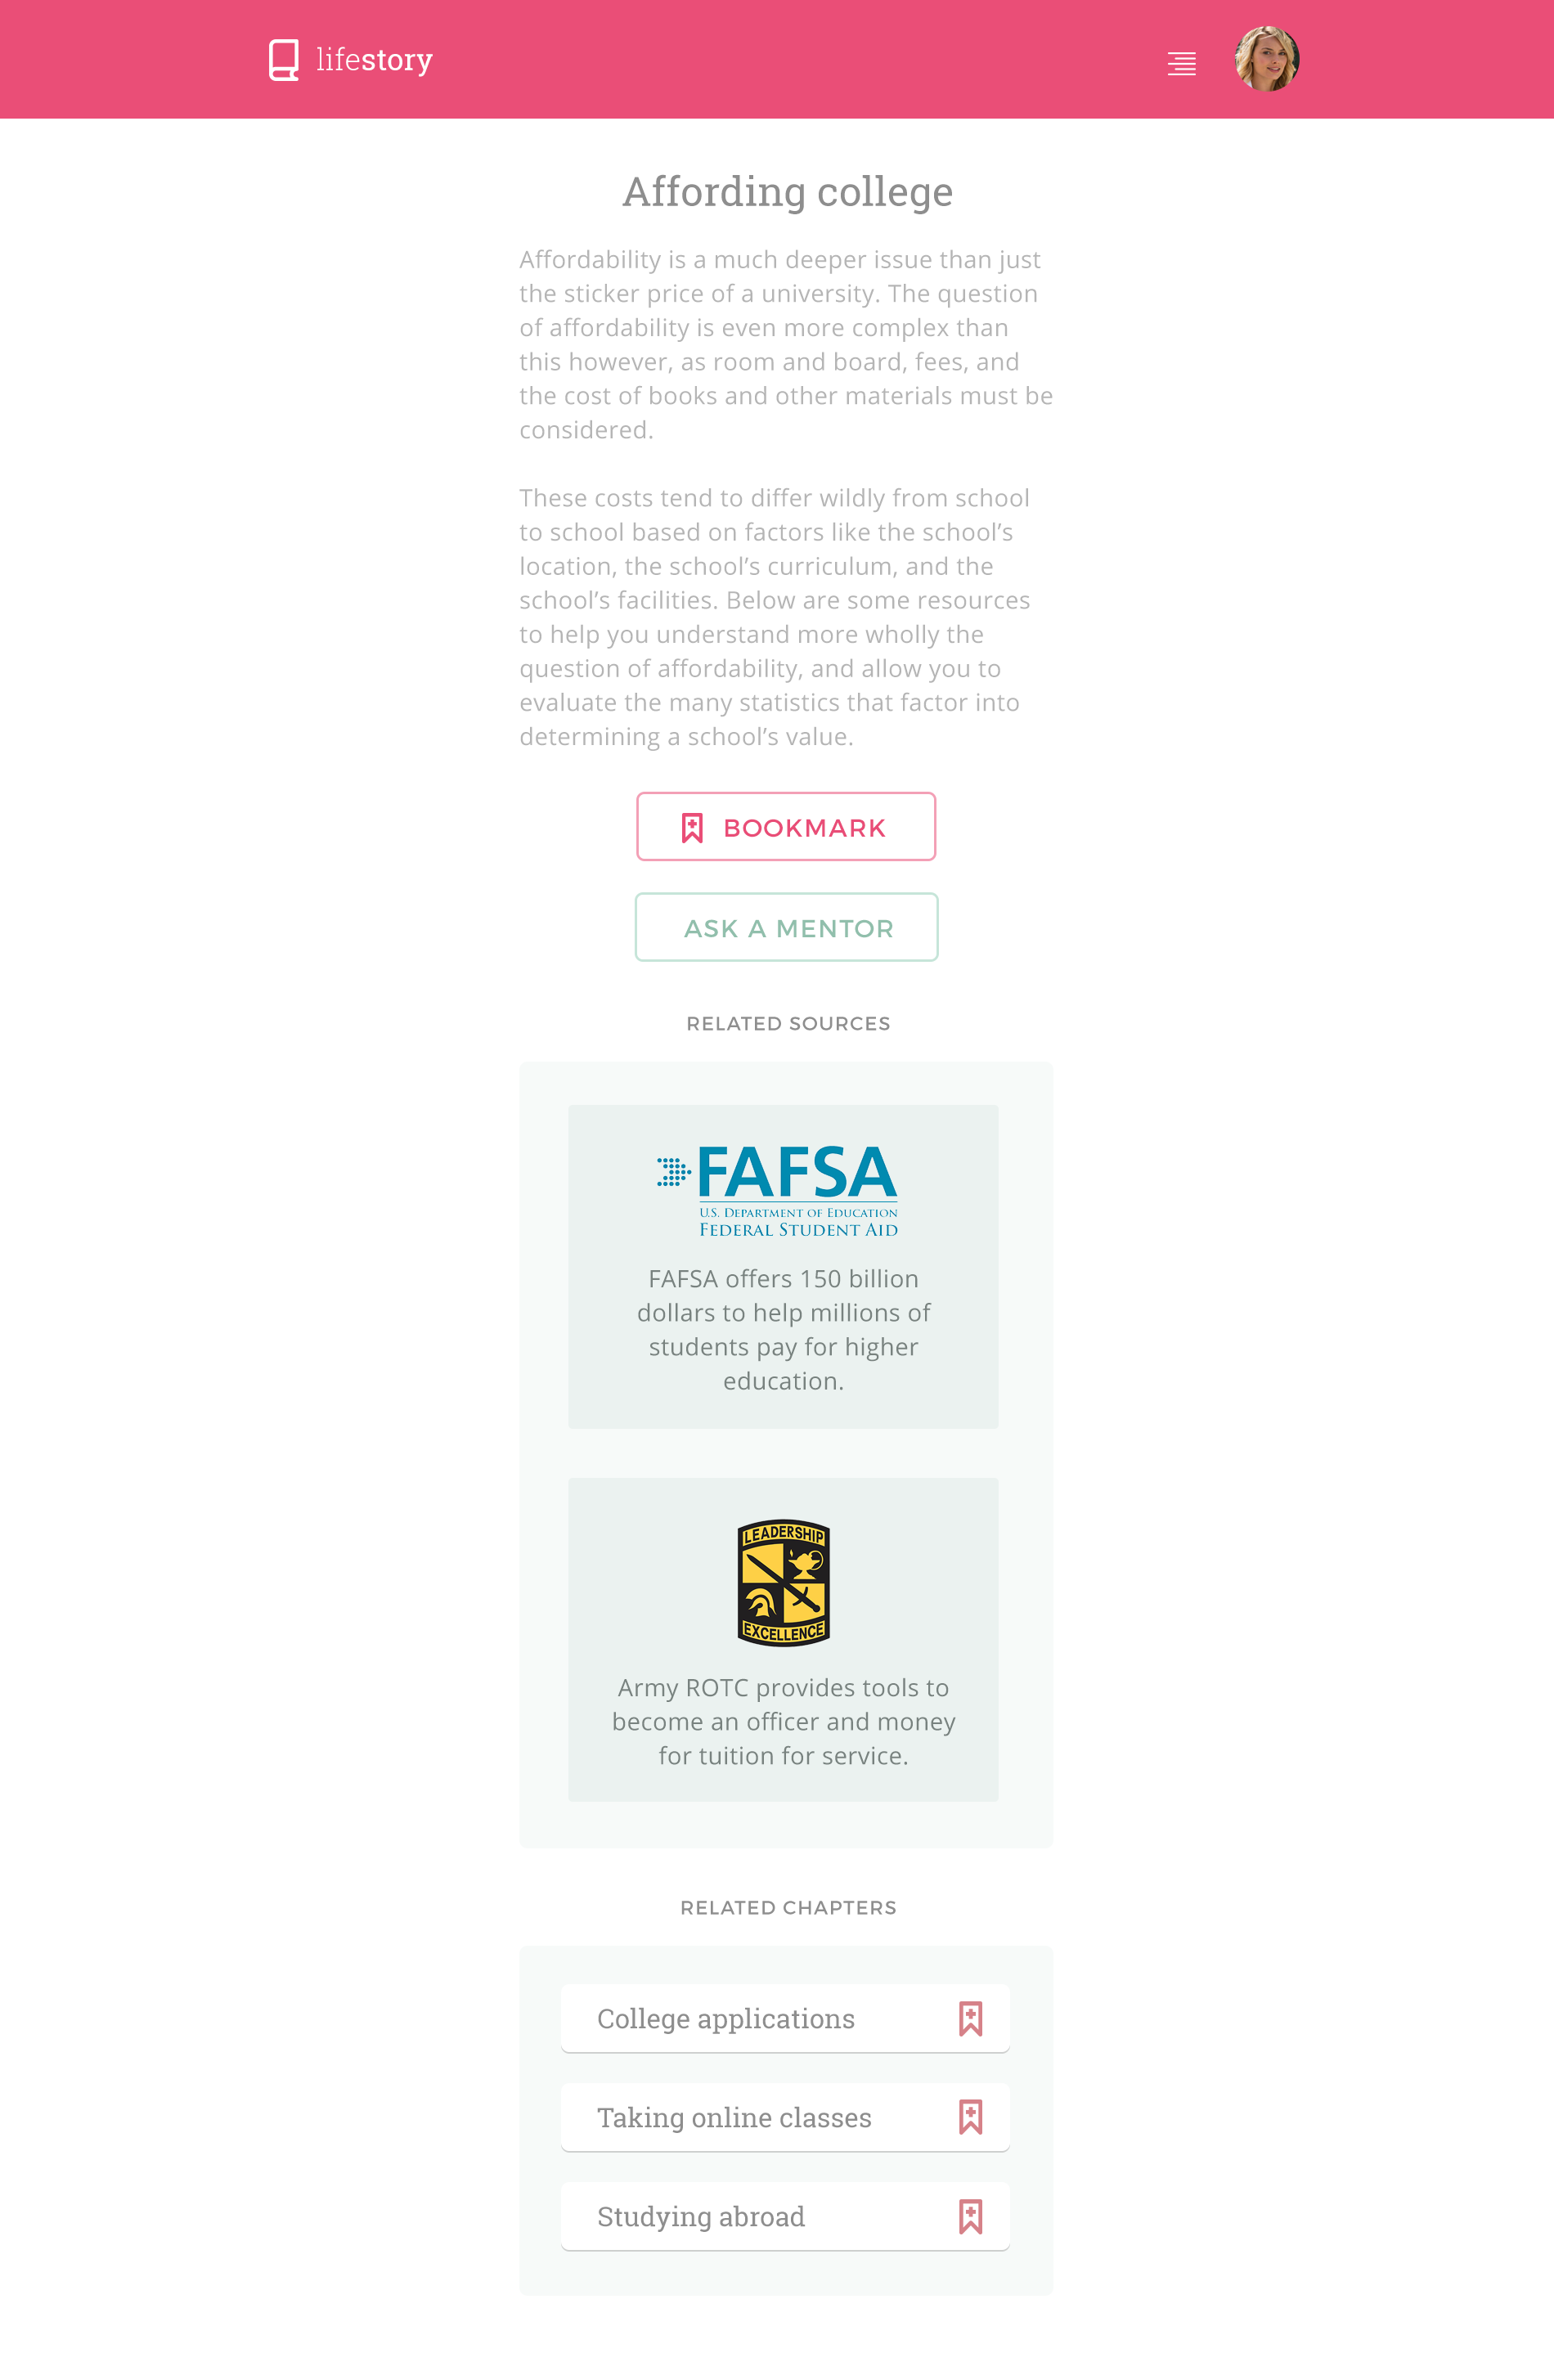 lifestory
Affording college
Affordability is a much deeper issue than just
the sticker price of a university. The question
of affordability is even more complex than
this however, as room and board, fees, and
the cost of books and other materials must be
considered.
These costs tend to differ wildly from school
to school based on factors like the school’s
location, the school’s curriculum, and the
school’s facilities. Below are some resources
to help you understand more wholly the
question of affordability, and allow you to
evaluate the many statistics that factor into
determining a school’s value.
BOOKMARK
ASK A MENTOR
RELATED SOURCES
FAFSA
U.S. DEPARTMENT OF EDUCATION
FEDERAL STUDENT AID
FAFSA offers 150 billion
dollars to help millions of
students pay for higher
education.
LEADERSHIP
EXCELLENCE
Army ROTC provides tools to
become an officer and money
for tuition for service.
RELATED CHAPTERS
College applications
Taking online classes
Studying abroad